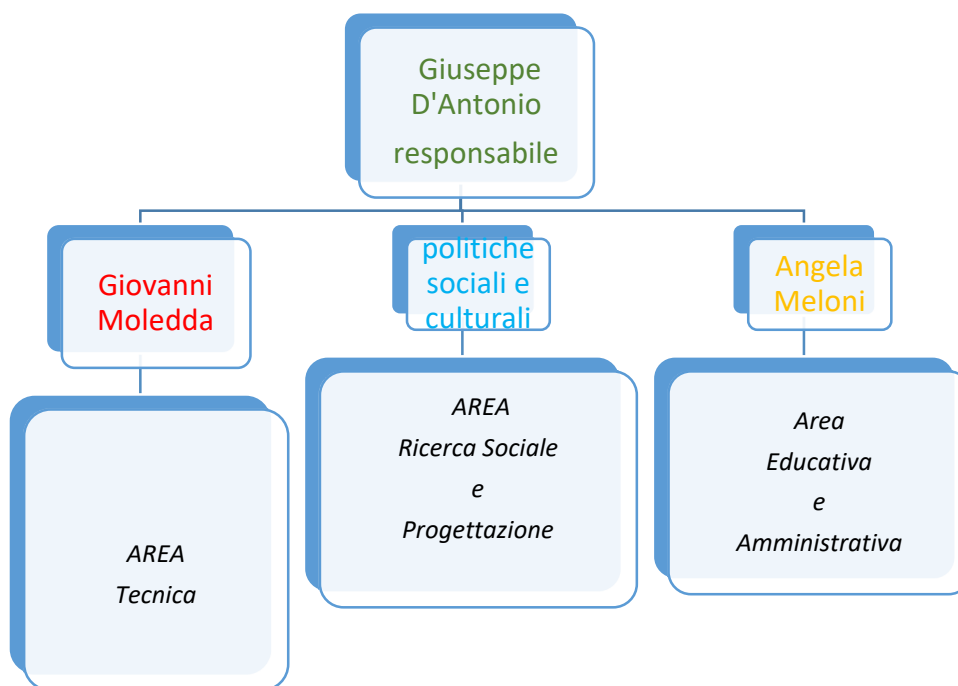 Giuseppe
D'Antonio
responsabile
Giovanni
Moledda
politiche
sociali e
culturali
Angela
Meloni
AREA
Tecnica
AREA
Ricerca Sociale
e
Progettazione
Area
Educativa
e
Amministrativa